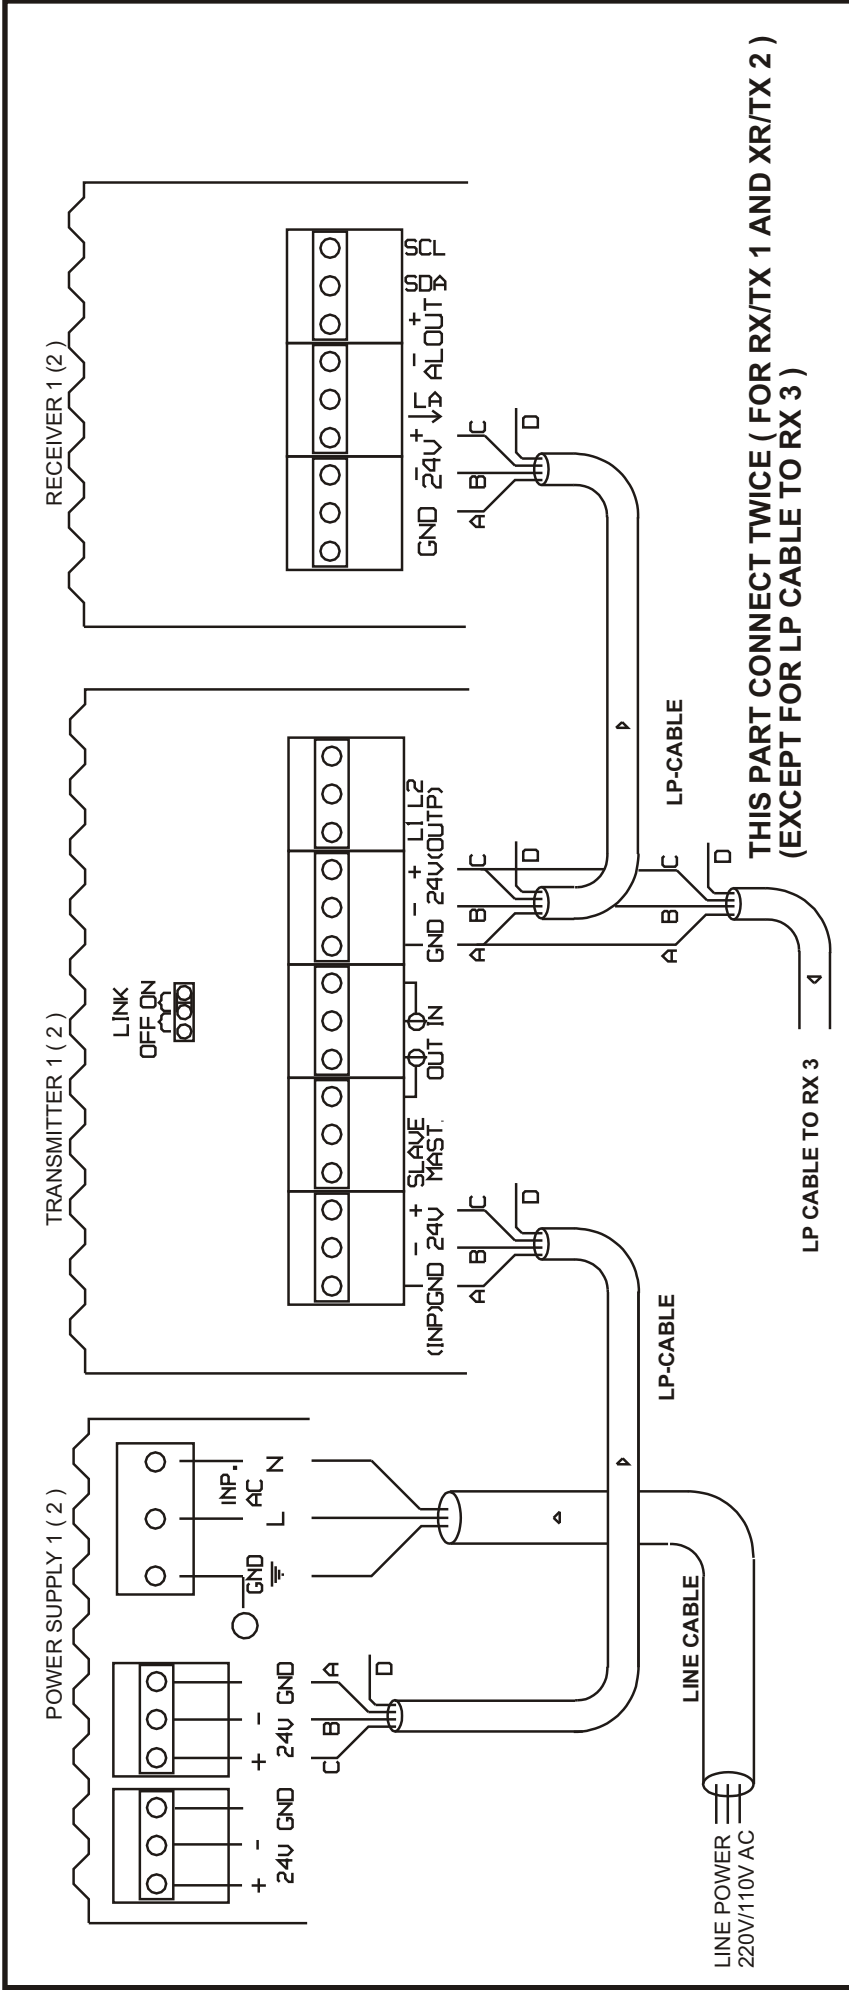 POWER SUPPLY 1 ( 2 )
TRANSMITTER 1 ( 2 )
RECEIVER 1 (2 )
+ - GND
24V
+ - GND
24V
C B A
D
GND
INP.
AC
L N
LINK
OFF ON
(INP)GND - + 24V
A B C
D
SLAVE
MAST.
OUT IN
GND - + 24V(OUTP)
L1 L2
A B C
D
A B C
D
GND - + 24V
A B C
D
- + ALOUT
SDA
SCL
LINE POWER
220V/110V AC
LINE CABLE
LP-CABLE
LP-CABLE
LP CABLE TO RX 3
THIS PART CONNECT TWICE ( FOR RX/TX 1 AND XR/TX 2 )
(EXCEPT FOR LP CABLE TO RX 3 )